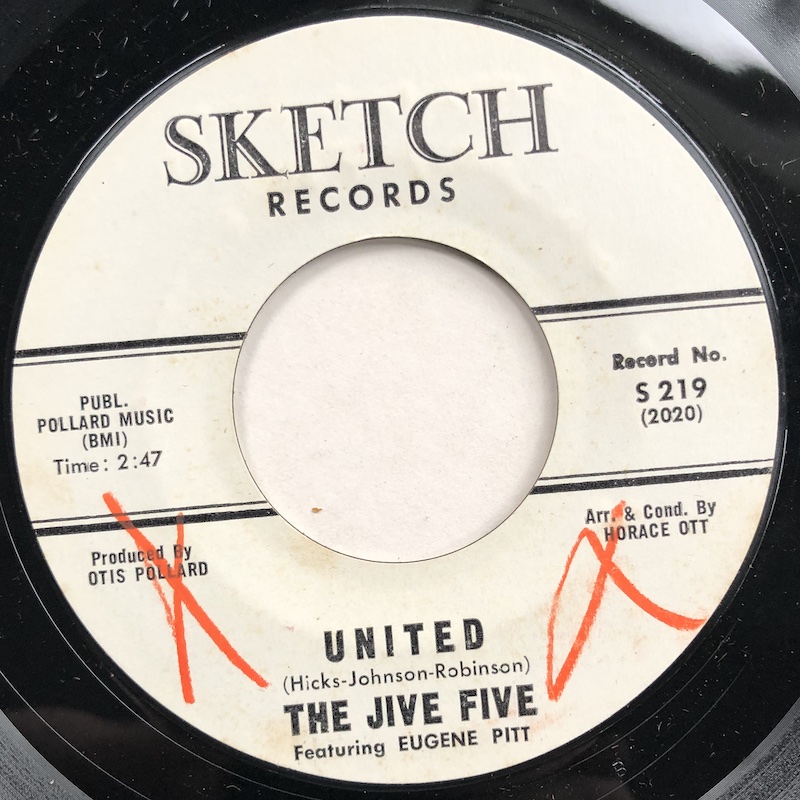 SKETCH
RECORDS
PUBL.
POLLARD MUSIC
(BMI)
Time: 2:47
Record No.
S 219
(2020)
Produced By
OTIS POLLARD
Arr. & Cond. By
HORACE OTT
UNITED
(Hicks-Johnson-Robinson)
THE JIVE FIVE
Featuring EUGENE PITT